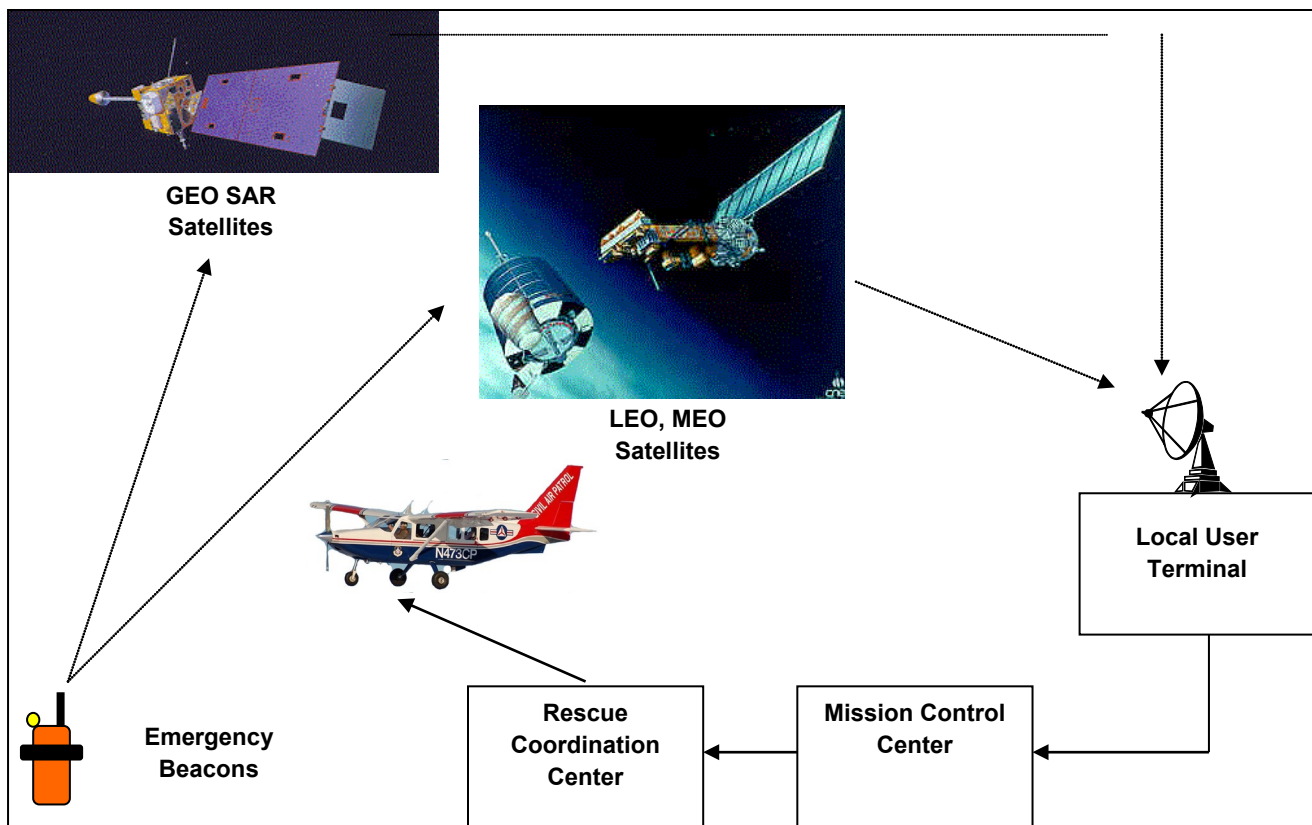 GEO SAR
Satellites
LEO, MEO
Satellites
CIVIL AIR PATROL
N473CP
Local User
Terminal
Rescue
Coordination
Center
Mission Control
Center
Emergency
Beacons